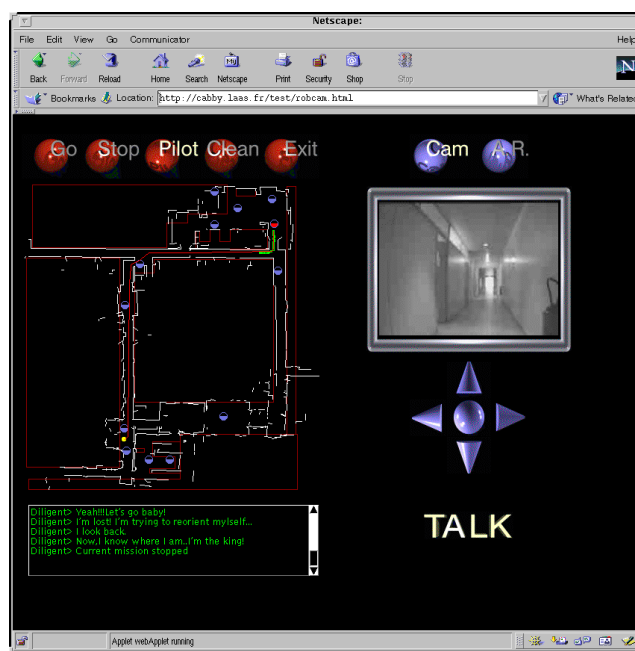 Netscape:
File Edit View Go Communicator Help
Back Forward Reload Home Search Netscape Print Security Shop Stop
My
N
Bookmarks Location: http://cabby.laas.fr/test/robcam.html What's Related
Go Stop Pilot Clean Exit Cam A.R.
Diligent> Yeah!!!Let's go baby!
Diligent> I'm lost! I'm trying to reorient mylself...
Diligent> I look back
Diligent> Now,I know where I am..I'm the king!
Diligent> Current mission stopped
TALK
Applet webApplet running